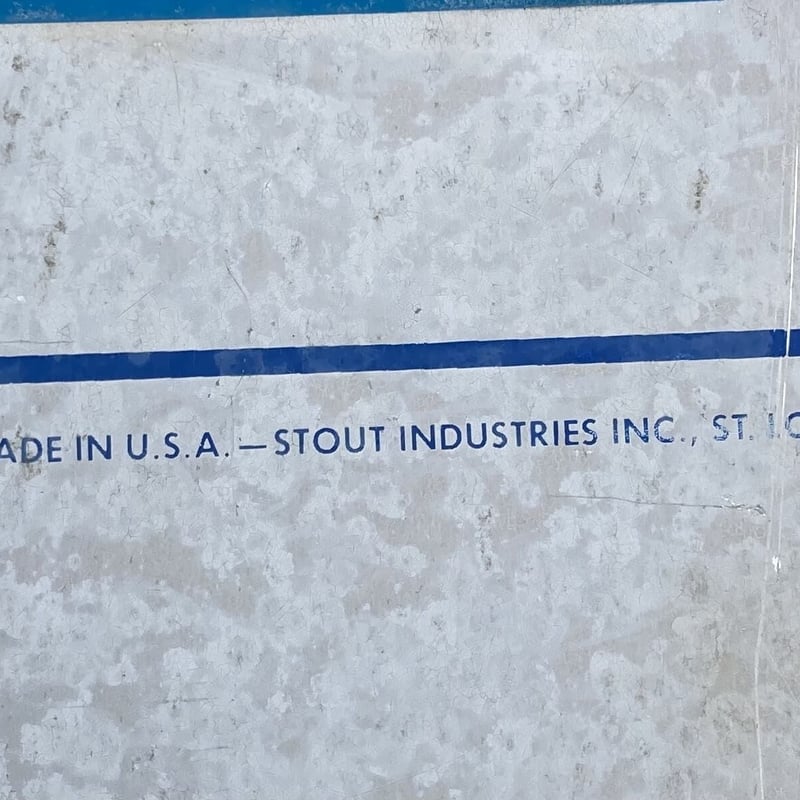 ADE IN U.S.A. — STOUT INDUSTRIES INC., ST.